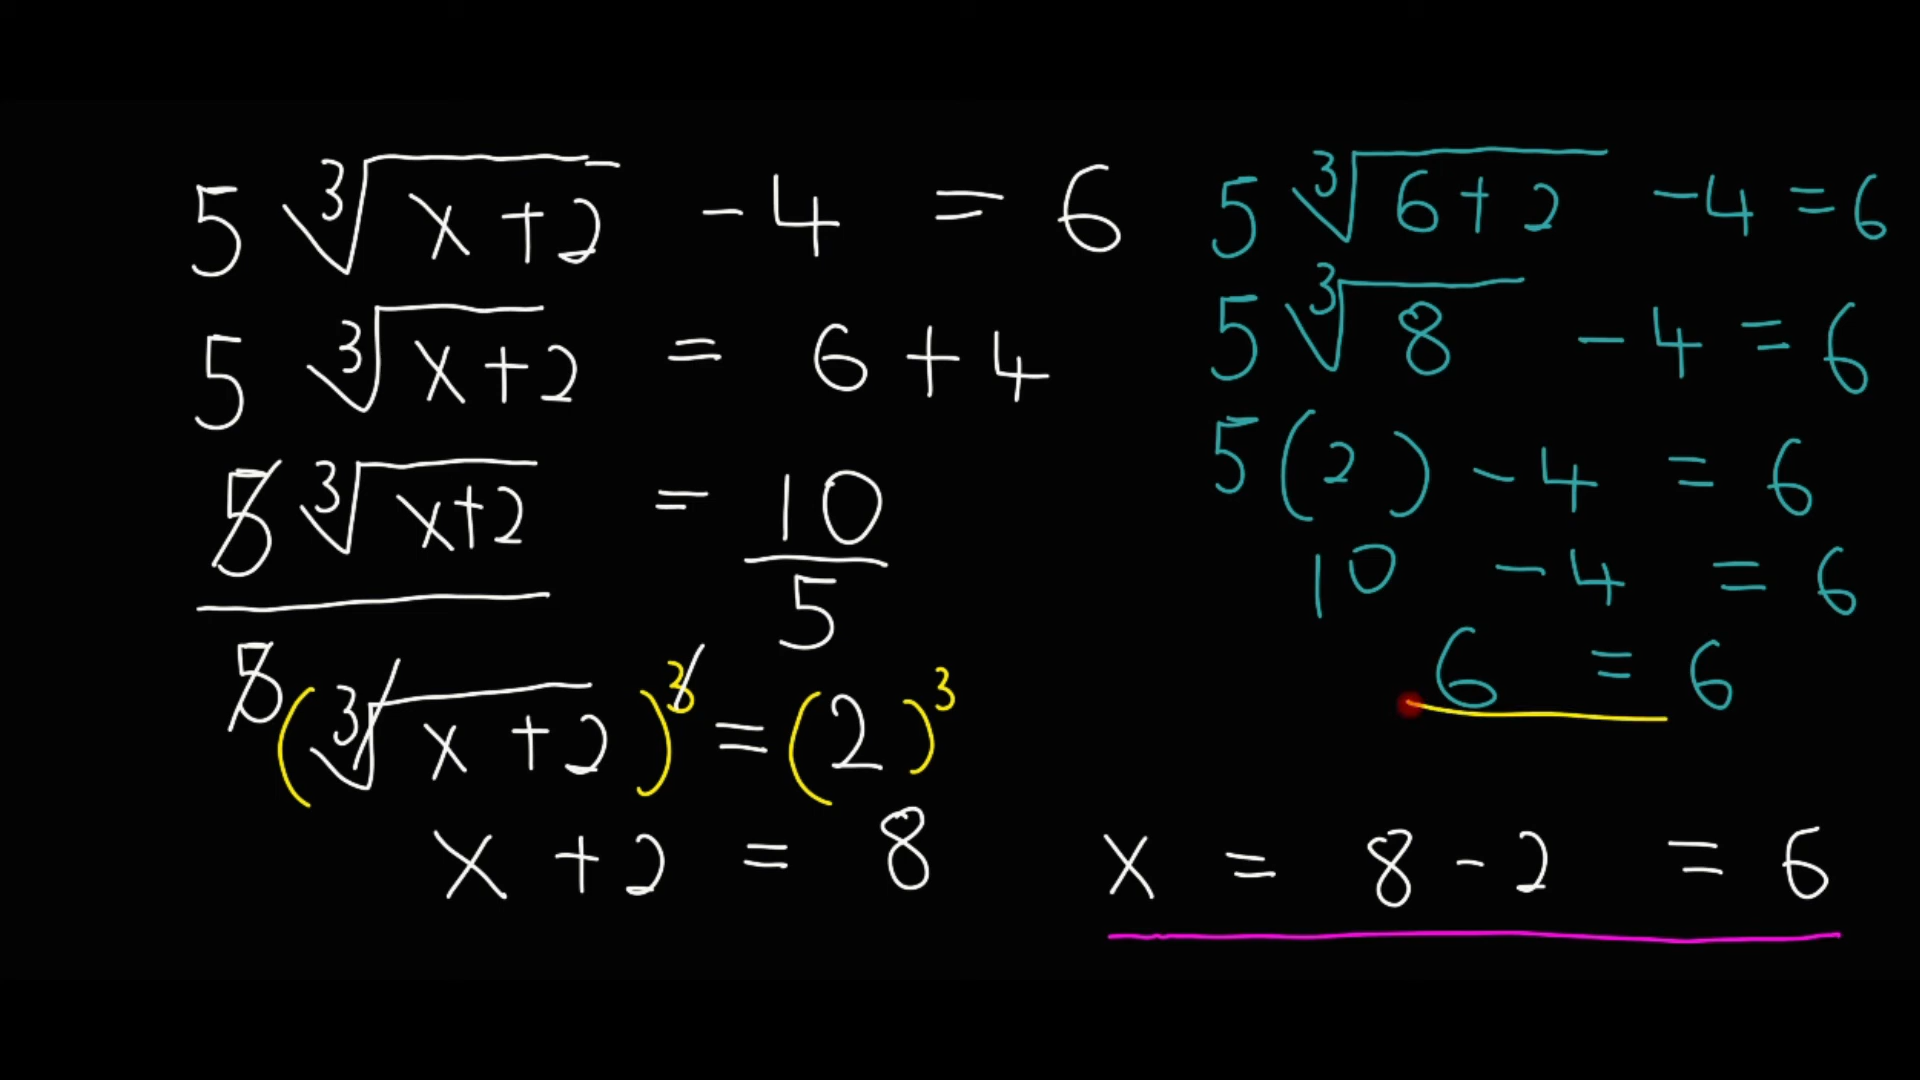 5 ∛(x+2) - 4 = 6
5 ∛(x+2) = 6 + 4
5 ∛(x+2) / 5 = 10 / 5
(∛(x+2))³ = (2)³
x + 2 = 8
x = 8 - 2 = 6
5 ∛(6+2) - 4 = 6
5 ∛8 - 4 = 6
5 (2) - 4 = 6
10 - 4 = 6
6 = 6